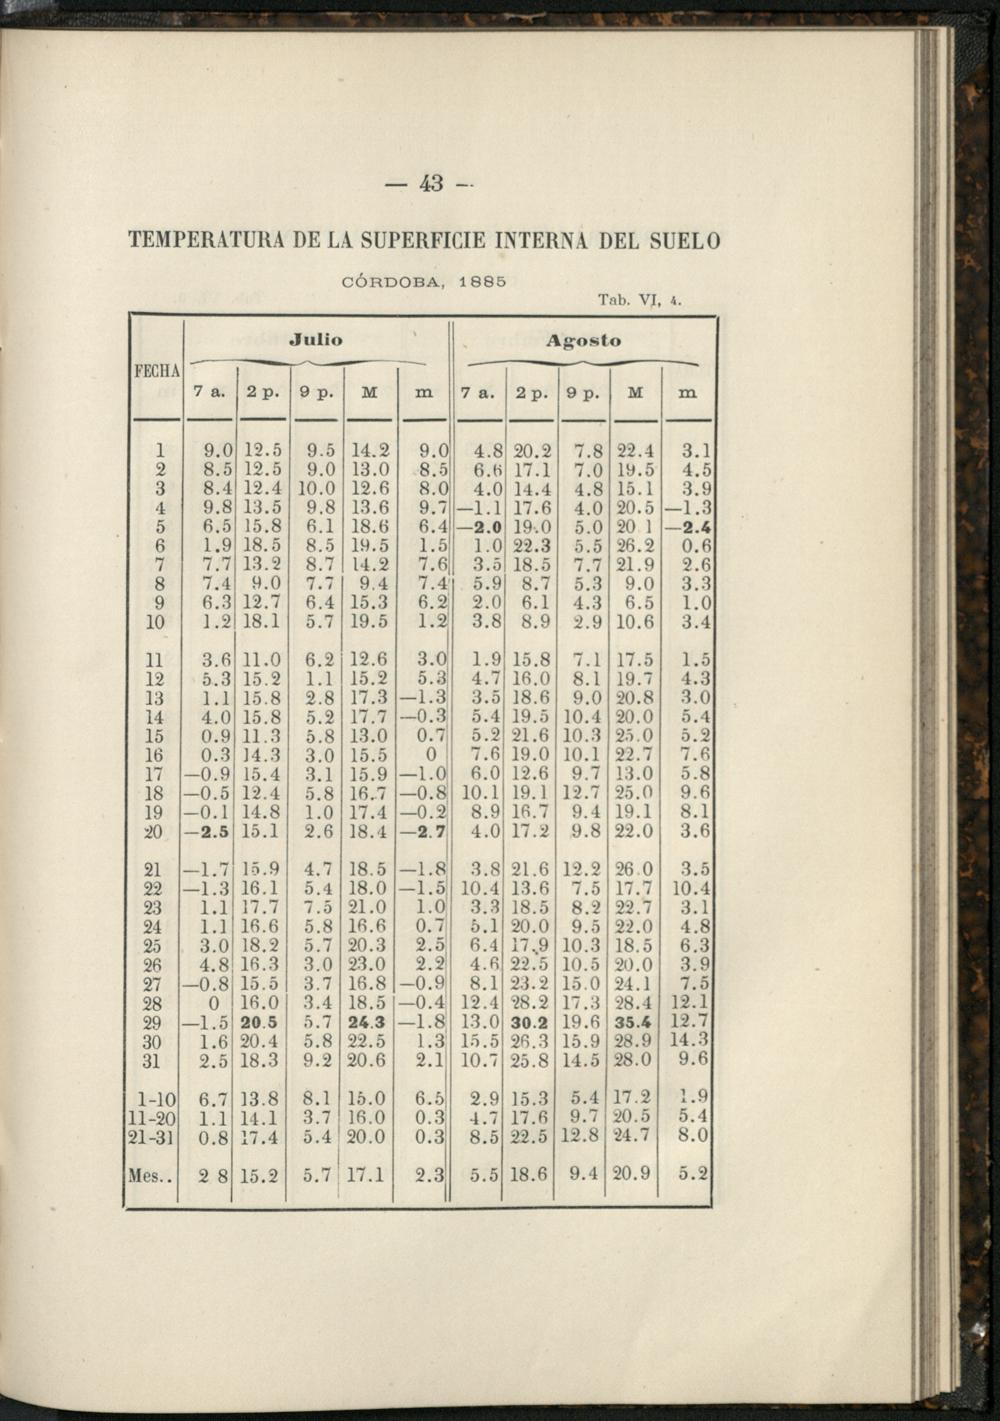 — 43 —
TEMPERATURA DE LA SUPERFICIE INTERNA DEL SUELO
CÓRDOBA, 1885
Tab. VI, 4.
FECHA Julio Agosto
7 a. 2 p. 9 p. M m 7 a. 2 p. 9 p. M m
1 9.0 12.5 9.5 14.2 9.0 4.8 20.2 7.8 22.4 3.1
2 8.5 12.5 9.0 13.0 8.5 6.6 17.1 7.0 19.5 4.5
3 8.4 12.4 10.0 12.6 8.0 4.0 14.4 4.8 15.1 3.9
4 9.8 13.5 9.8 13.6 9.7 —1.1 17.6 4.0 20.5 —1.3
5 6.5 15.8 6.1 18.6 6.4 —2.0 19.0 5.0 20 1 —2.4
6 1.9 18.5 8.5 19.5 1.5 1.0 22.3 5.5 26.2 0.6
7 7.7 13.2 8.7 14.2 7.6 3.5 18.5 7.7 21.9 2.6
8 7.4 9.0 7.7 9.4 7.4 5.9 8.7 5.3 9.0 3.3
9 6.3 12.7 6.4 15.3 6.2 2.0 6.1 4.3 6.5 1.0
10 1.2 18.1 5.7 19.5 1.2 3.8 8.9 2.9 10.6 3.4
11 3.6 11.0 6.2 12.6 3.0 1.9 15.8 7.1 17.5 1.5
12 5.3 15.2 1.1 15.2 5.3 4.7 16.0 8.1 19.7 4.3
13 1.1 15.8 2.8 17.3 —1.3 3.5 18.6 9.0 20.8 3.0
14 4.0 15.8 5.2 17.7 —0.3 5.4 19.5 10.4 20.0 5.4
15 0.9 11.3 5.8 13.0 0.7 5.2 21.6 10.3 25.0 5.2
16 0.3 14.3 3.0 15.5 0 7.6 19.0 10.1 22.7 7.6
17 —0.9 15.4 3.1 15.9 —1.0 6.0 12.6 9.7 13.0 5.8
18 —0.5 12.4 5.8 16.7 —0.8 10.1 19.1 12.7 25.0 9.6
19 —0.1 14.8 1.0 17.4 —0.2 8.9 16.7 9.4 19.1 8.1
20 —2.5 15.1 2.6 18.4 —2.7 4.0 17.2 9.8 22.0 3.6
21 —1.7 15.9 4.7 18.5 —1.8 3.8 21.6 12.2 26.0 3.5
22 —1.3 16.1 5.4 18.0 —1.5 10.4 13.6 7.5 17.7 10.4
23 1.1 17.7 7.5 21.0 1.0 3.3 18.5 8.2 22.7 3.1
24 1.1 16.6 5.8 16.6 0.7 5.1 20.0 9.5 22.0 4.8
25 3.0 18.2 5.7 20.3 2.5 6.4 17.9 10.3 18.5 6.3
26 4.8 16.3 3.0 23.0 2.2 4.6 22.5 10.5 20.0 3.9
27 —0.8 15.5 3.7 16.8 —0.9 8.1 23.2 15.0 24.1 7.5
28 0 16.0 3.4 18.5 —0.4 12.4 28.2 17.3 28.4 12.1
29 —1.5 20.5 5.7 24.3 —1.8 13.0 30.2 19.6 35.4 12.7
30 1.6 20.4 5.8 22.5 1.3 15.5 26.3 15.9 28.9 14.3
31 2.5 18.3 9.2 20.6 2.1 10.7 25.8 14.5 28.0 9.6
1-10 6.7 13.8 8.1 15.0 6.5 2.9 15.3 5.4 17.2 1.9
11-20 1.1 14.1 3.7 16.0 0.3 4.7 17.6 9.7 20.5 5.4
21-31 0.8 17.4 5.4 20.0 0.3 8.5 22.5 12.8 24.7 8.0
Mes.. 2 8 15.2 5.7 17.1 2.3 5.5 18.6 9.4 20.9 5.2